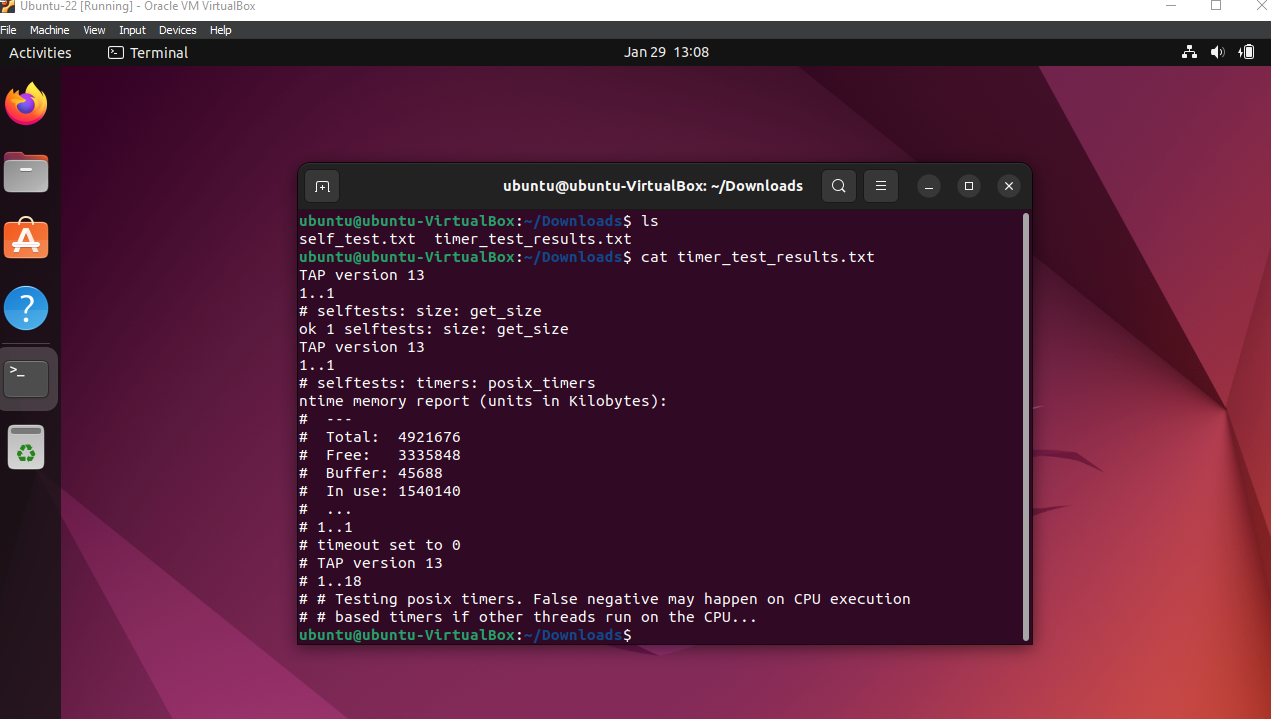 Ubuntu-22 [Running] - Oracle VM VirtualBox
File Machine View Input Devices Help
Activities Terminal Jan 29 13:08
ubuntu@ubuntu-VirtualBox: ~/Downloads
ubuntu@ubuntu-VirtualBox:~/Downloads$ ls
self_test.txt  timer_test_results.txt
ubuntu@ubuntu-VirtualBox:~/Downloads$ cat timer_test_results.txt
TAP version 13
1..1
# selftests: size: get_size
ok 1 selftests: size: get_size
TAP version 13
1..1
# selftests: timers: posix_timers
ntime memory report (units in Kilobytes):
#  ---
#  Total:  4921676
#  Free:   3335848
#  Buffer: 45688
#  In use: 1540140
#  ...
# 1..1
# timeout set to 0
# TAP version 13
# 1..18
# # Testing posix timers. False negative may happen on CPU execution
# # based timers if other threads run on the CPU...
ubuntu@ubuntu-VirtualBox:~/Downloads$